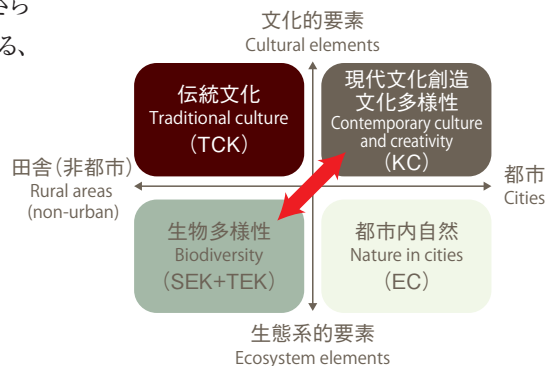 さら
る、
文化的要素
Cultural elements
伝統文化
Traditional culture
（TCK）
現代文化創造
文化多様性
Contemporary culture
and creativity
（KC）
田舎（非都市）
Rural areas
(non-urban)
都市
Cities
生物多様性
Biodiversity
（SEK+TEK）
都市内自然
Nature in cities
（EC）
生態系的要素
Ecosystem elements